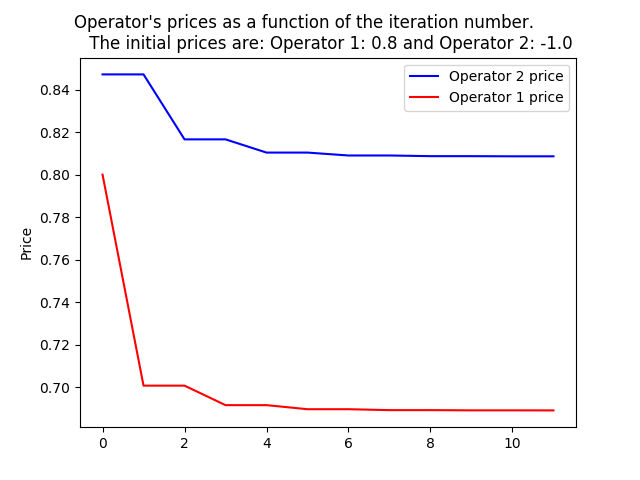 Operator's prices as a function of the iteration number.
The initial prices are: Operator 1: 0.8 and Operator 2: -1.0
Operator 2 price
Operator 1 price
Price
0.84
0.82
0.80
0.78
0.76
0.74
0.72
0.70
0 2 4 6 8 10